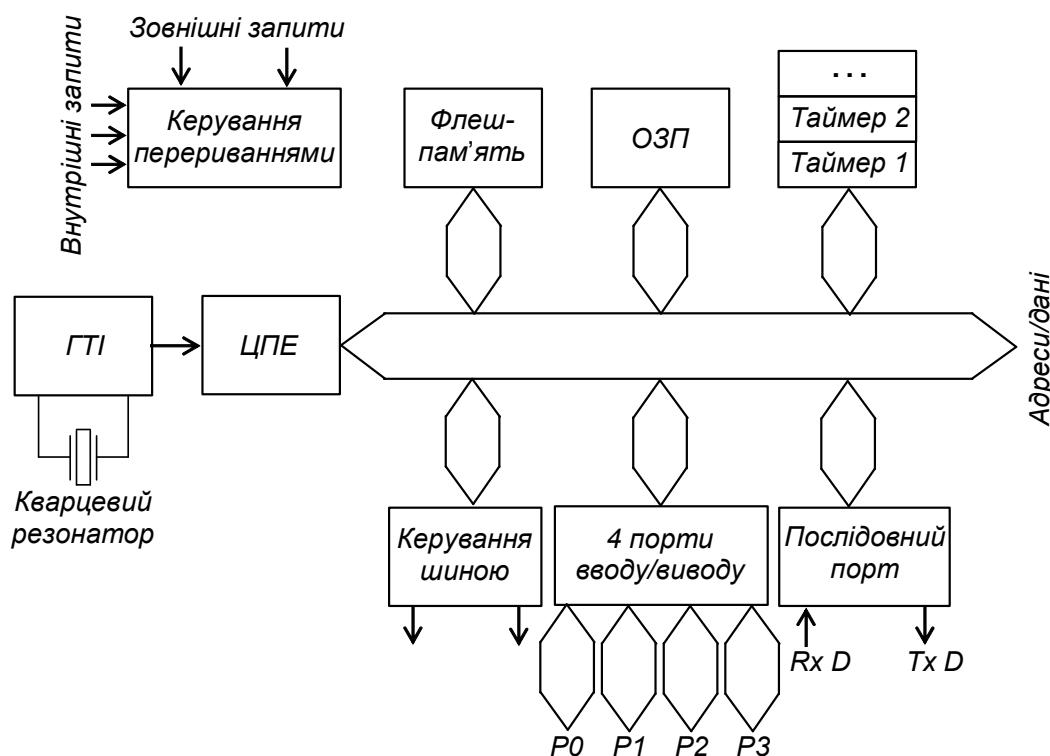 Зовнішні запити
Внутрішні запити
Керування
перериваннями
Флеш-
пам'ять
ОЗП
...
Таймер 2
Таймер 1
ГТІ
ЦПЕ
Адреси/дані
Кварцевий
резонатор
Керування
шиною
4 порти
вводу/виводу
Послідовний
порт
Rx D
Tx D
P0
P1
P2
P3